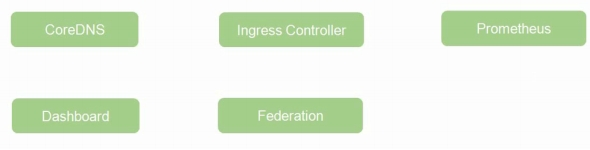 CoreDNS
Ingress Controller
Prometheus
Dashboard
Federation